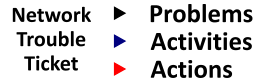 Network ► Problems
Trouble ► Activities
Ticket ► Actions